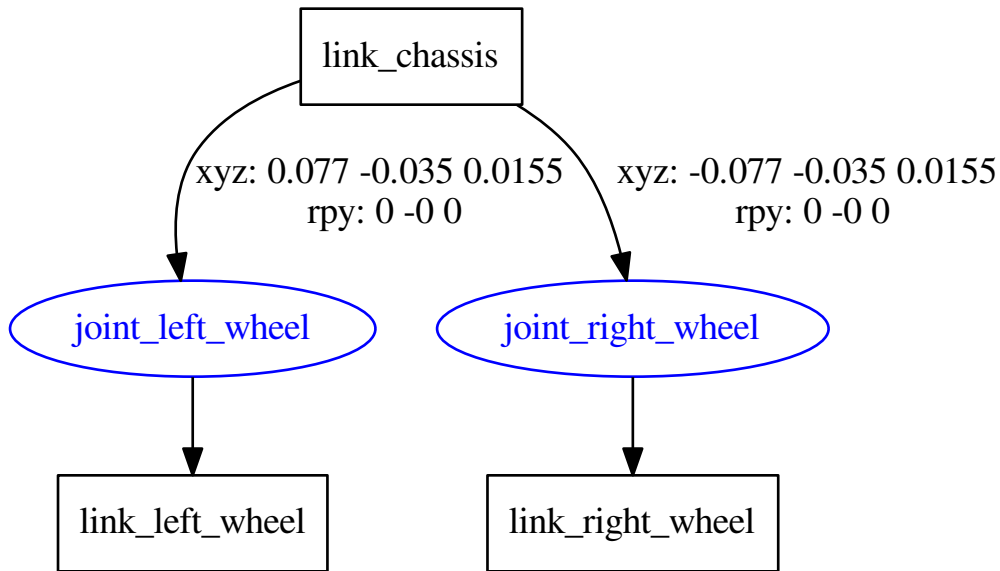 link_chassis
xyz: 0.077 -0.035 0.0155
rpy: 0 -0 0
xyz: -0.077 -0.035 0.0155
rpy: 0 -0 0
joint_left_wheel
joint_right_wheel
link_left_wheel
link_right_wheel